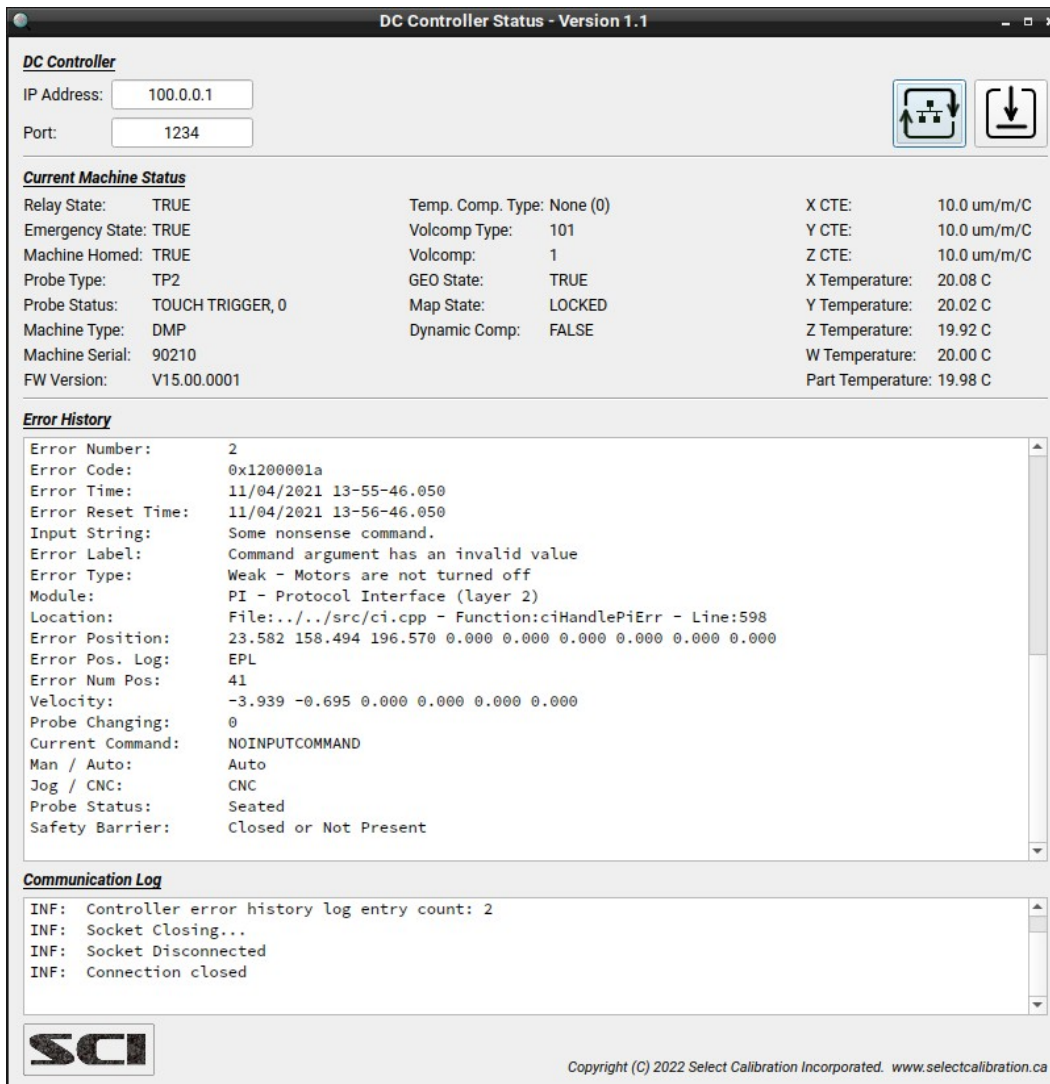 DC Controller Status - Version 1.1
DC Controller
IP Address: 100.0.0.1
Port: 1234
Current Machine Status
Relay State: TRUE Temp. Comp. Type: None (0) X CTE: 10.0 um/m/C
Emergency State: TRUE Volcomp Type: 101 Y CTE: 10.0 um/m/C
Machine Homed: TRUE Volcomp: 1 Z CTE: 10.0 um/m/C
Probe Type: TP2 GEO State: TRUE X Temperature: 20.08 C
Probe Status: TOUCH TRIGGER, 0 Map State: LOCKED Y Temperature: 20.02 C
Machine Type: DMP Dynamic Comp: FALSE Z Temperature: 19.92 C
Machine Serial: 90210 W Temperature: 20.00 C
FW Version: V15.00.0001 Part Temperature: 19.98 C
Error History
Error Number: 2
Error Code: 0x1200001a
Error Time: 11/04/2021 13-55-46.050
Error Reset Time: 11/04/2021 13-56-46.050
Input String: Some nonsense command.
Error Label: Command argument has an invalid value
Error Type: Weak - Motors are not turned off
Module: PI - Protocol Interface (layer 2)
Location: File:../../src/ci.cpp - Function:ciHandlePiErr - Line:598
Error Position: 23.582 158.494 196.570 0.000 0.000 0.000 0.000 0.000 0.000
Error Pos. Log: EPL
Error Num Pos: 41
Velocity: -3.939 -0.695 0.000 0.000 0.000 0.000
Probe Changing: 0
Current Command: NOINPUTCOMMAND
Man / Auto: Auto
Jog / CNC: CNC
Probe Status: Seated
Safety Barrier: Closed or Not Present
Communication Log
INF: Controller error history log entry count: 2
INF: Socket Closing...
INF: Socket Disconnected
INF: Connection closed
SCI
Copyright (C) 2022 Select Calibration Incorporated. www.selectcalibration.ca